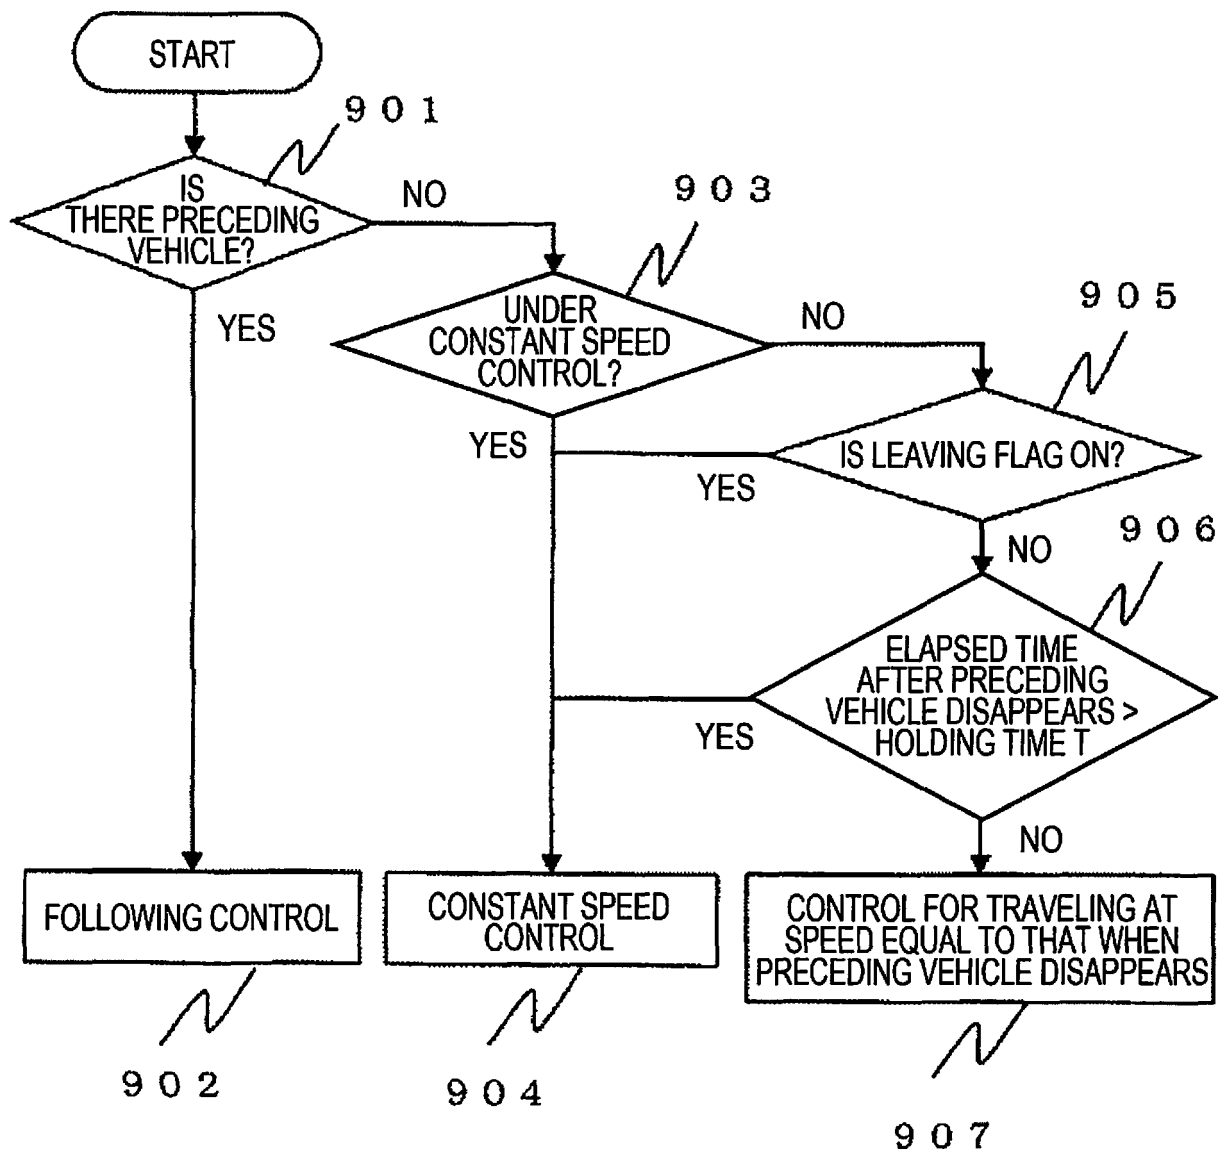 START
9 0 1
IS
THERE PRECEDING
VEHICLE?
NO
YES
9 0 3
UNDER
CONSTANT SPEED
CONTROL?
NO
YES
9 0 5
IS LEAVING FLAG ON?
YES
NO
9 0 6
ELAPSED TIME
AFTER PRECEDING
VEHICLE DISAPPEARS >
HOLDING TIME T
YES
NO
FOLLOWING CONTROL
CONSTANT SPEED
CONTROL
CONTROL FOR TRAVELING AT
SPEED EQUAL TO THAT WHEN
PRECEDING VEHICLE DISAPPEARS
9 0 2
9 0 4
9 0 7